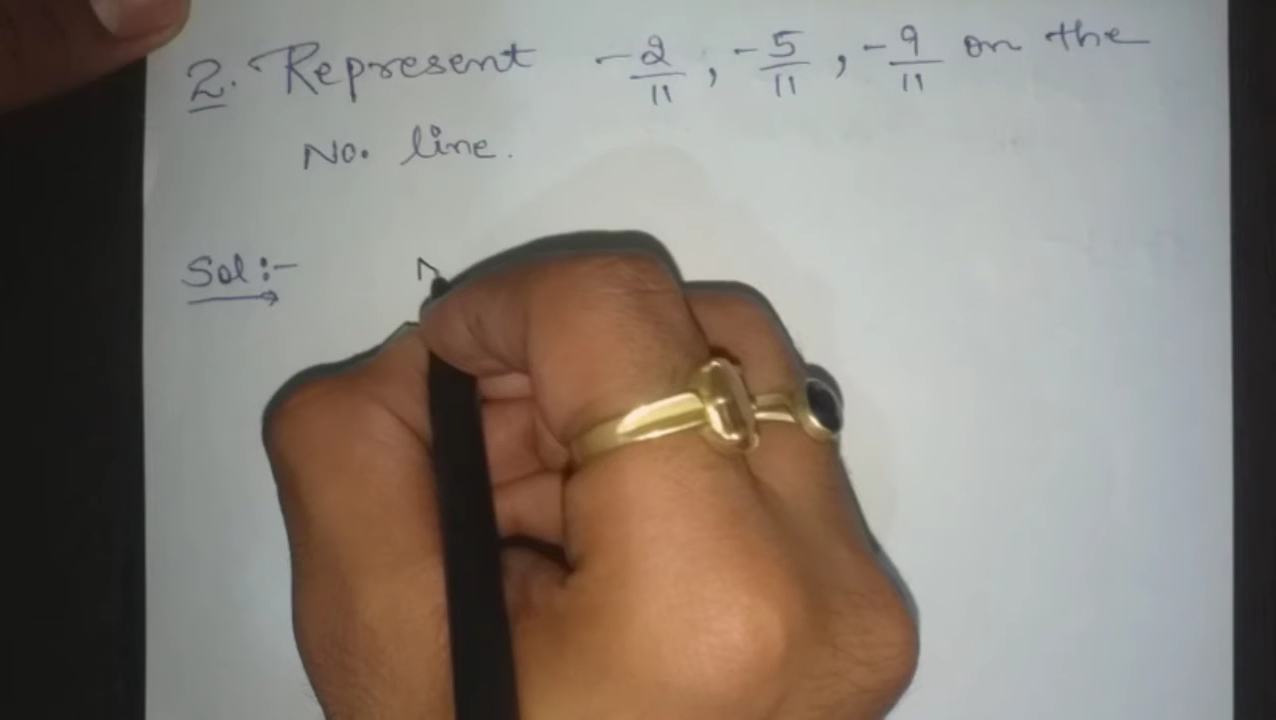 2. Represent -2/11, -5/11, -9/11 on the
No. line.
Sol:-